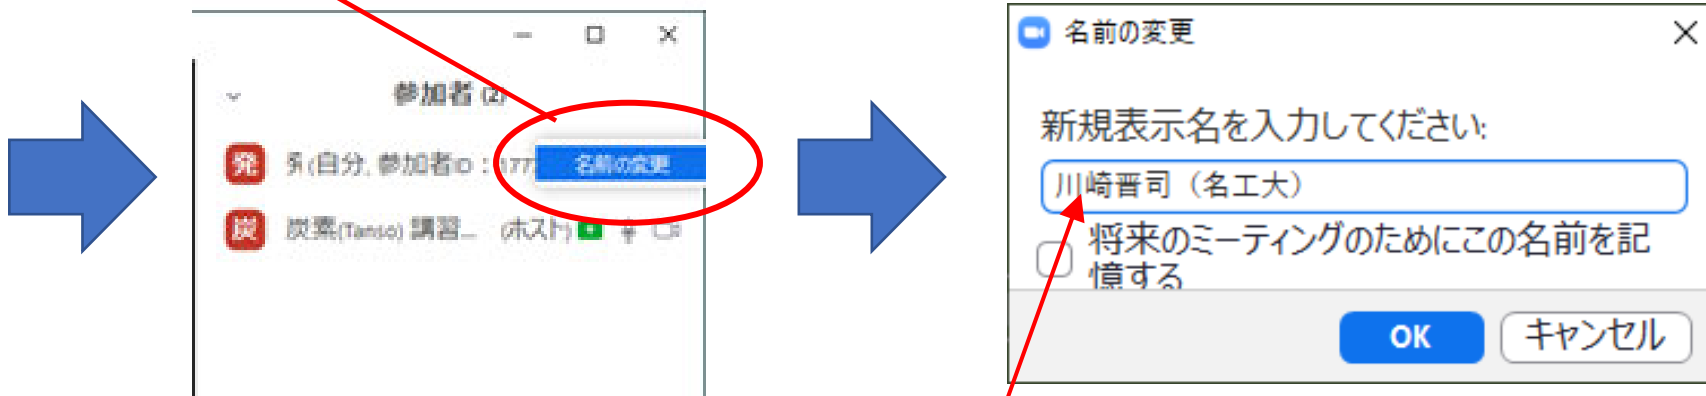 参加者 (2)
発
(自分, 参加者ID：177
名前の変更
炭
炭素(Tanso) 講習... (ホスト)
名前の変更
新規表示名を入力してください:
川崎晋司（名工大）
将来のミーティングのためにこの名前を記
憶する
OK
キャンセル